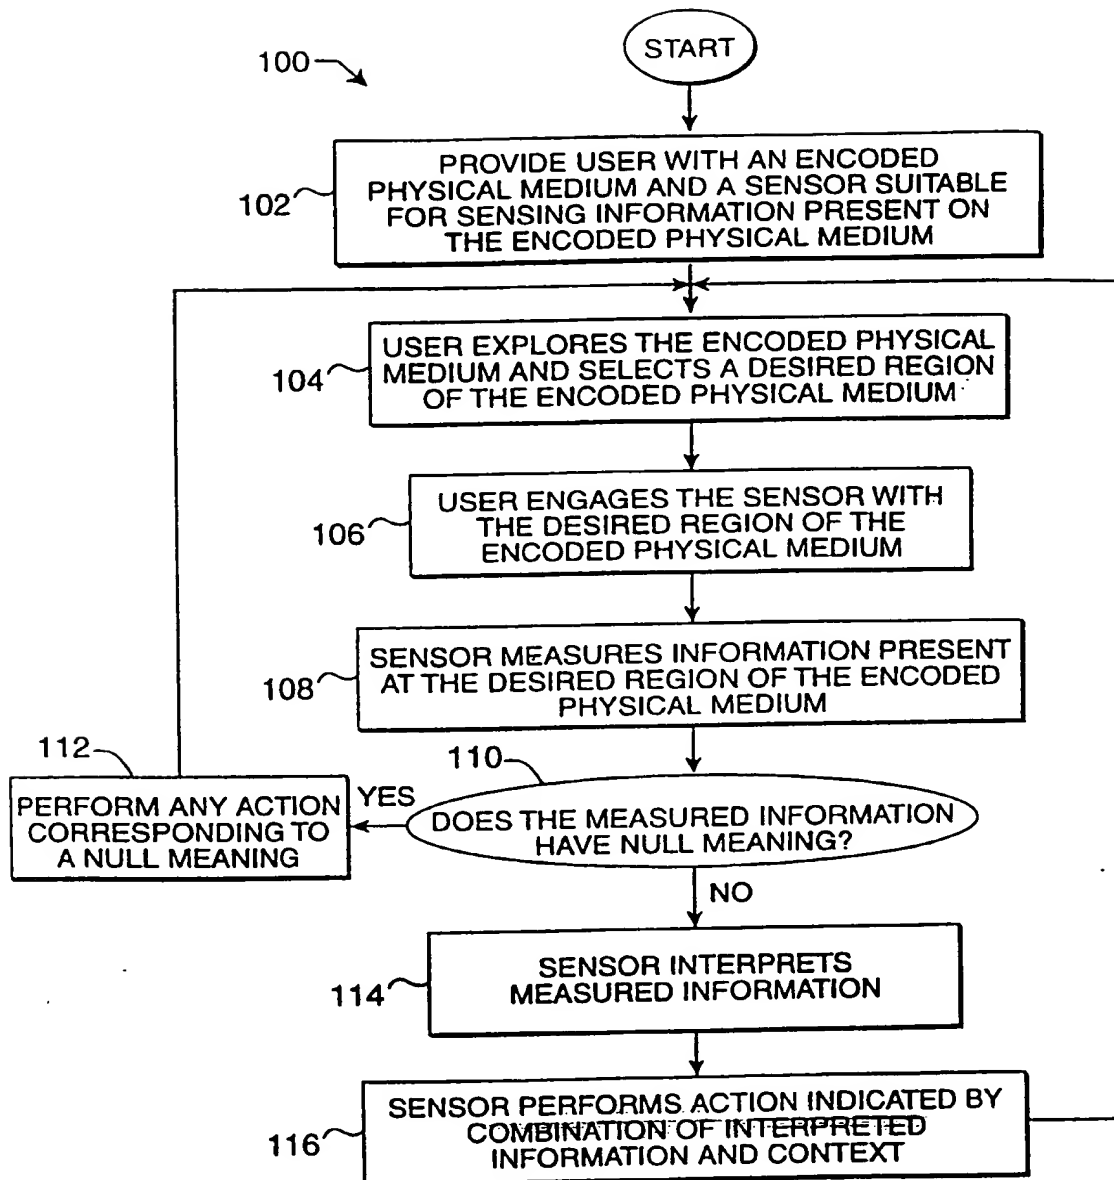 START
100
PROVIDE USER WITH AN ENCODED
PHYSICAL MEDIUM AND A SENSOR SUITABLE
FOR SENSING INFORMATION PRESENT ON
THE ENCODED PHYSICAL MEDIUM
102
USER EXPLORES THE ENCODED PHYSICAL
MEDIUM AND SELECTS A DESIRED REGION
OF THE ENCODED PHYSICAL MEDIUM
104
USER ENGAGES THE SENSOR WITH
THE DESIRED REGION OF THE
ENCODED PHYSICAL MEDIUM
106
SENSOR MEASURES INFORMATION PRESENT
AT THE DESIRED REGION OF THE ENCODED
PHYSICAL MEDIUM
108
110
DOES THE MEASURED INFORMATION
HAVE NULL MEANING?
YES
112
PERFORM ANY ACTION
CORRESPONDING TO
A NULL MEANING
NO
SENSOR INTERPRETS
MEASURED INFORMATION
114
SENSOR PERFORMS ACTION INDICATED BY
COMBINATION OF INTERPRETED
INFORMATION AND CONTEXT
116